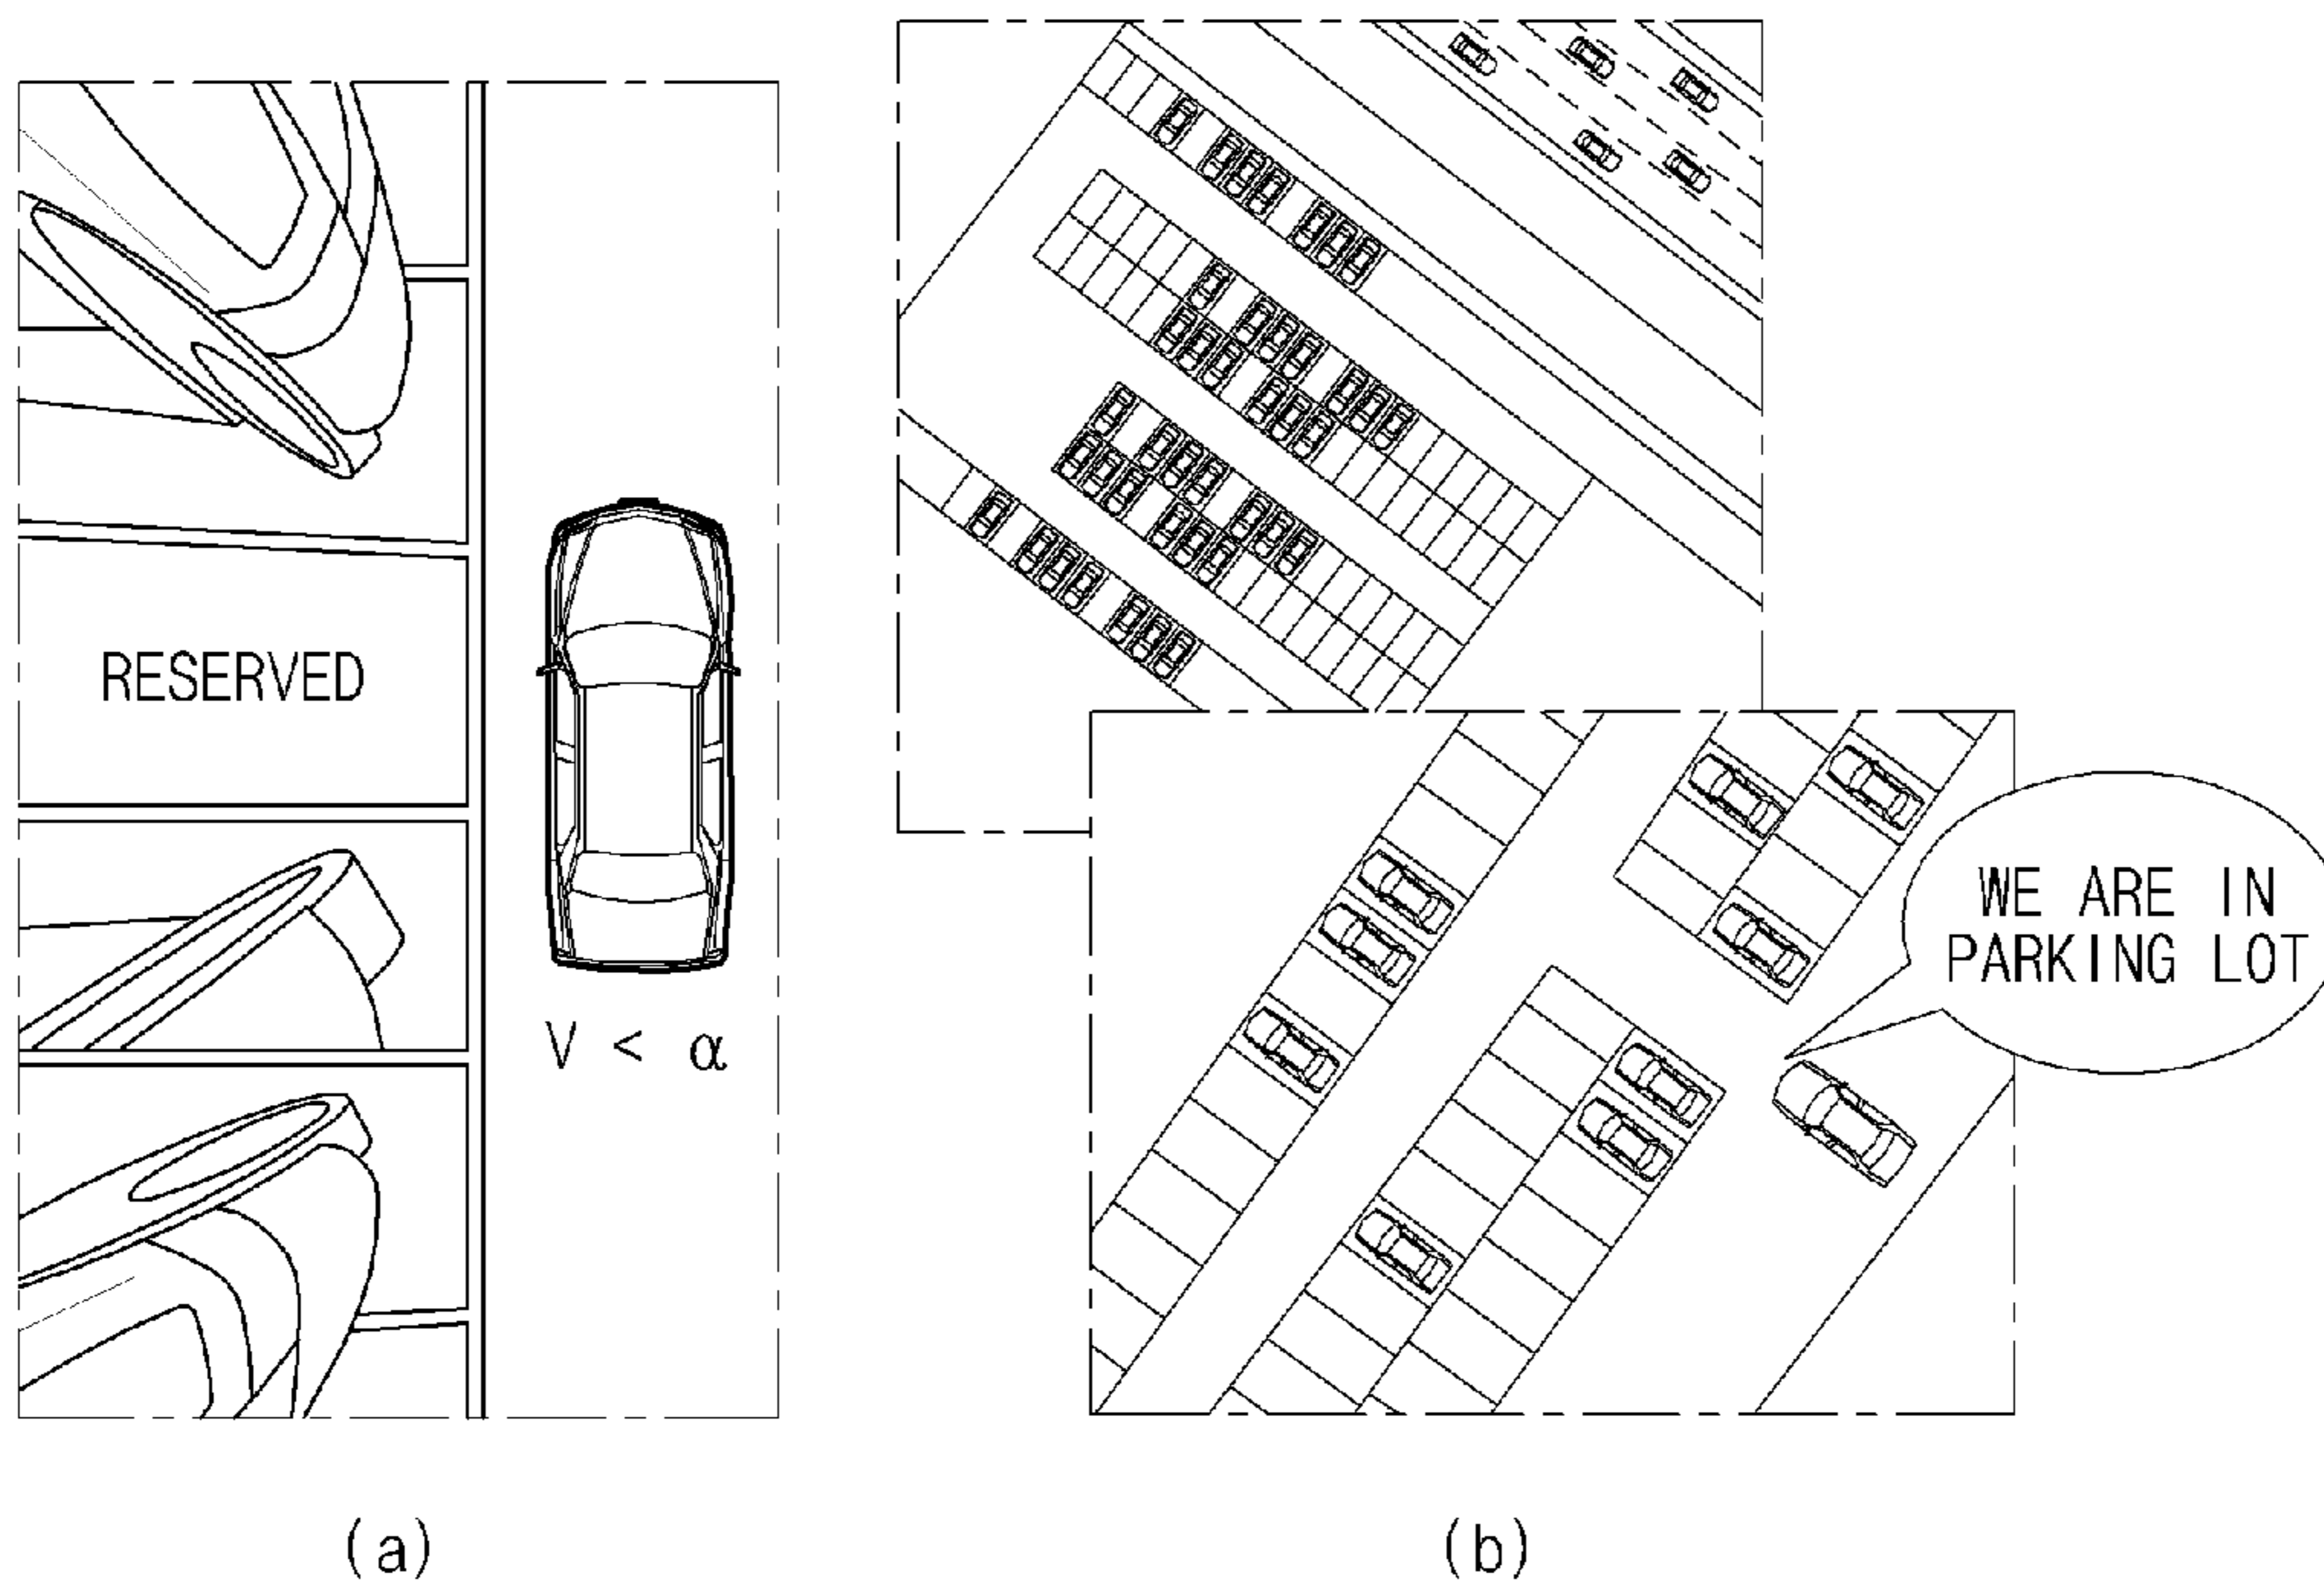 RESERVED
V < α
WE ARE IN
PARKING LOT
(a)
(b)